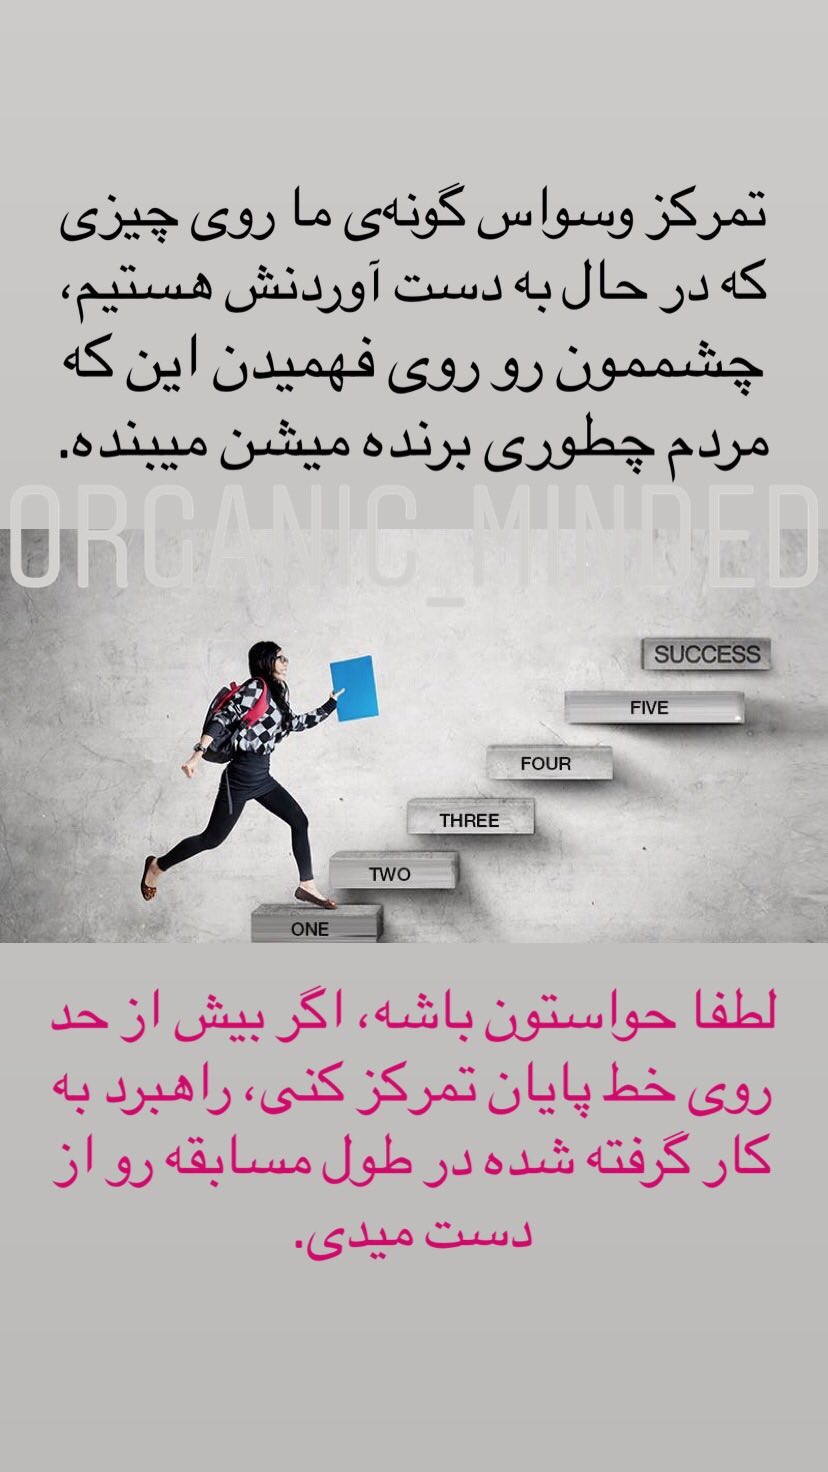 تمرکز وسواس گونه‌ی ما روی چیزی
که در حال به دست آوردنش هستیم،
چشممون رو روی فهمیدن این که
مردم چطوری برنده میشن میبنده.
ORGANIC_MINDED
SUCCESS
FIVE
FOUR
THREE
TWO
ONE
لطفا حواستون باشه، اگر بیش از حد
روی خط پایان تمرکز کنی، راهبرد به
کار گرفته شده در طول مسابقه رو از
دست میدی.